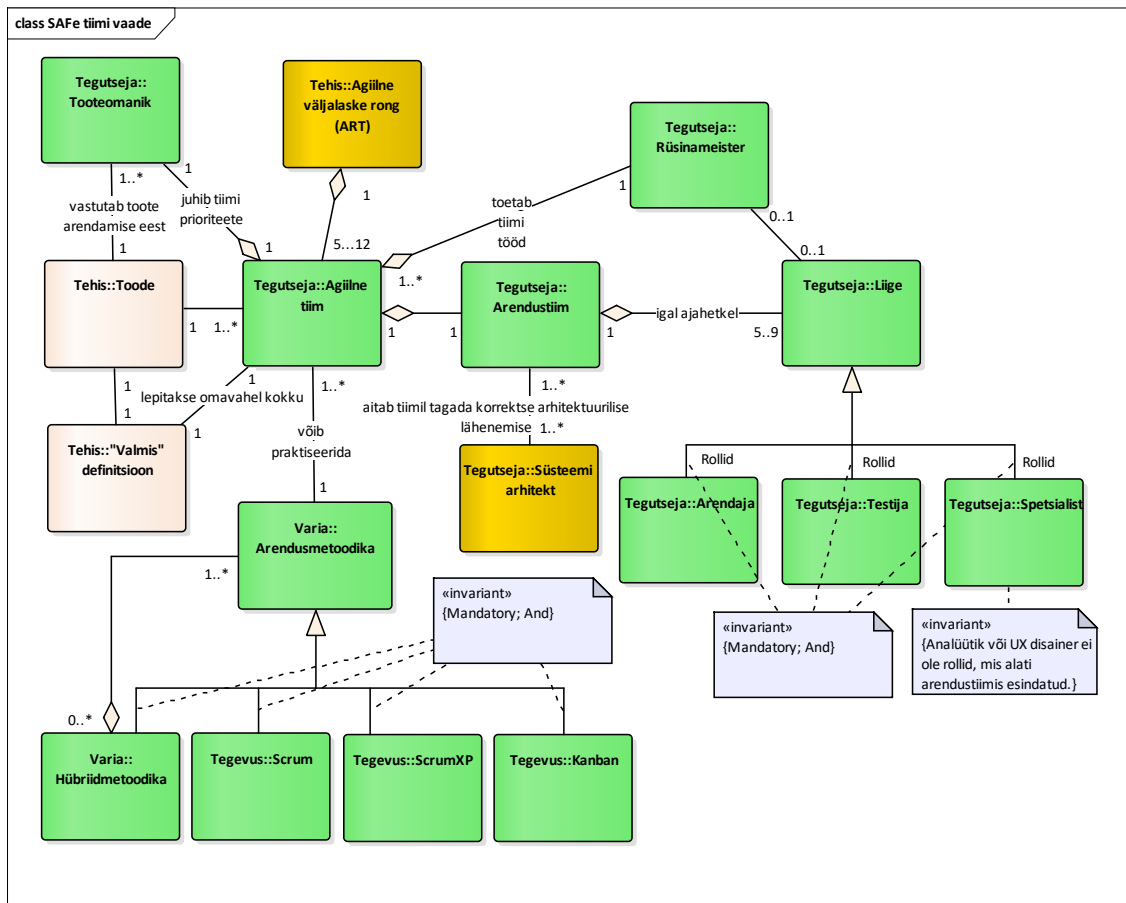 class SAFe tiimi vaade
Tegutseja::
Tooteomanik
Tehis::Agiilne
väljalaske rong
(ART)
Tegutseja::
Rüsinameister
1..*
1
1
1
vastutab toote
arendamise eest
juhib tiimi
prioriteete
toetab
tiimi
tööd
0..1
1
1
5...12
1..*
0..1
Tehis::Toode
Tegutseja::Agiilne
tiim
Tegutseja::
Arendustiim
Tegutseja::Liige
igal ajahetkel
1
1..*
1
1
1
5..9
1
1
1..*
1..*
lepitakse omavahel kokku
aitab tiimil tagada korrektse arhitektuurilise
lähenemise
1
1
1..*
võib
praktiseerida
Tehis::"Valmis"
definitsioon
Tegutseja::Süsteemi
arhitekt
Rollid
Rollid
Rollid
1
Tegutseja::Arendaja
Tegutseja::Testija
Tegutseja::Spetsialist
Varia::
Arendusmetoodika
1..*
«invariant»
{Mandatory; And}
«invariant»
{Mandatory; And}
«invariant»
{Analüütik või UX disainer ei
ole rollid, mis alati
arendustiimis esindatud.}
0..*
Varia::
Hübriidmetoodika
Tegevus::Scrum
Tegevus::ScrumXP
Tegevus::Kanban